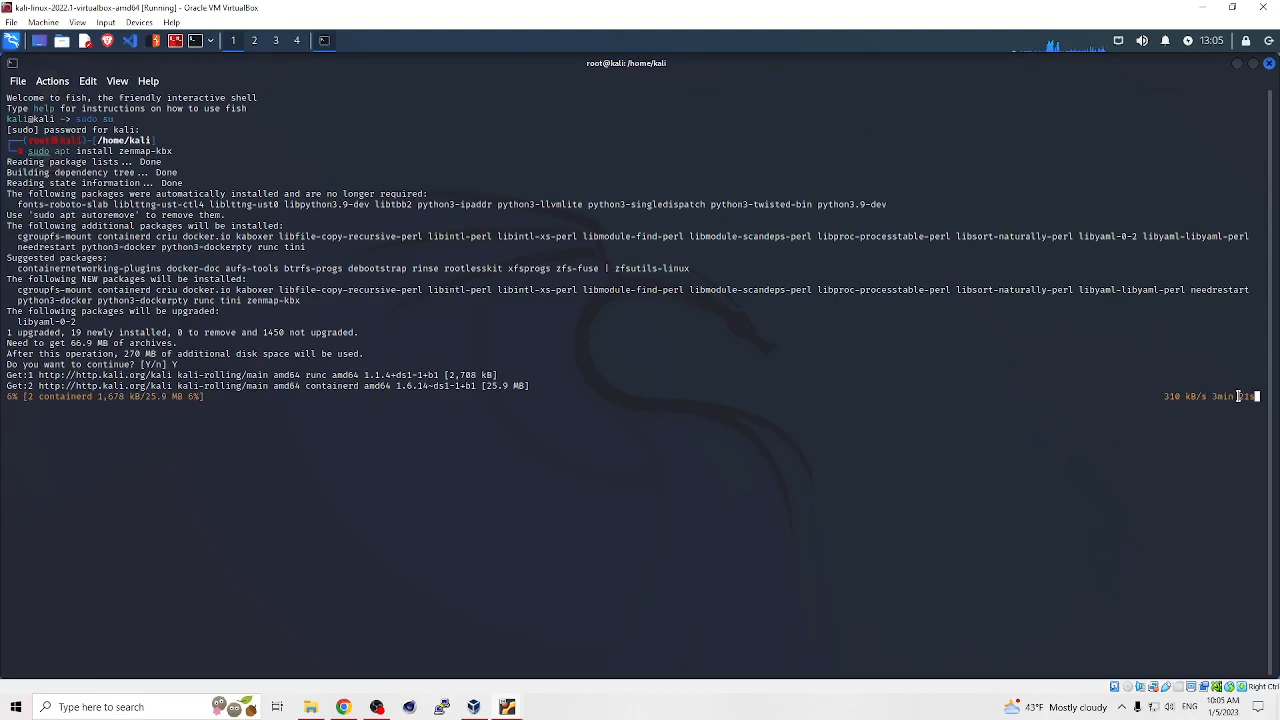 kali-linux-2022.1-virtualbox-amd64 [Running] - Oracle VM VirtualBox
File Machine View Input Devices Help
1 2 3 4 13:05
root@kali: /home/kali
File Actions Edit View Help
Welcome to fish, the friendly interactive shell
Type help for instructions on how to use fish
kali@kali ~> sudo su
[sudo] password for kali:
┌──(root㉿kali)-[/home/kali]
└─# sudo apt install zenmap-kbx
Reading package lists... Done
Building dependency tree... Done
Reading state information... Done
The following packages were automatically installed and are no longer required:
fonts-roboto-slab liblttng-ust-ctl4 liblttng-ust0 libpython3.9-dev libtbb2 python3-ipaddr python3-llvmlite python3-singledispatch python3-twisted-bin python3.9-dev
Use 'sudo apt autoremove' to remove them.
The following additional packages will be installed:
cgroupfs-mount containerd criu docker.io kaboxer libfile-copy-recursive-perl libintl-perl libintl-xs-perl libmodule-find-perl libmodule-scandeps-perl libproc-processtable-perl libsort-naturally-perl libyaml-0-2 libyaml-libyaml-perl
needrestart python3-docker python3-dockerpty runc tini
Suggested packages:
containernetworking-plugins docker-doc aufs-tools btrfs-progs debootstrap rinse rootlesskit xfsprogs zfs-fuse | zfsutils-linux
The following NEW packages will be installed:
cgroupfs-mount containerd criu docker.io kaboxer libfile-copy-recursive-perl libintl-perl libintl-xs-perl libmodule-find-perl libmodule-scandeps-perl libproc-processtable-perl libsort-naturally-perl libyaml-libyaml-perl needrestart
python3-docker python3-dockerpty runc tini zenmap-kbx
The following packages will be upgraded:
libyaml-0-2
1 upgraded, 19 newly installed, 0 to remove and 1450 not upgraded.
Need to get 66.9 MB of archives.
After this operation, 270 MB of additional disk space will be used.
Do you want to continue? [Y/n] Y
Get:1 http://http.kali.org/kali kali-rolling/main amd64 runc amd64 1.1.4+ds1-1+b1 [2,708 kB]
Get:2 http://http.kali.org/kali kali-rolling/main amd64 containerd amd64 1.6.14~ds1-1+b1 [25.9 MB]
6% [2 containerd 1,678 kB/25.9 MB 6%] 310 kB/s 3min 21s
Right Ctrl
Type here to search 43°F Mostly cloudy ENG 10:05 AM
1/5/2023